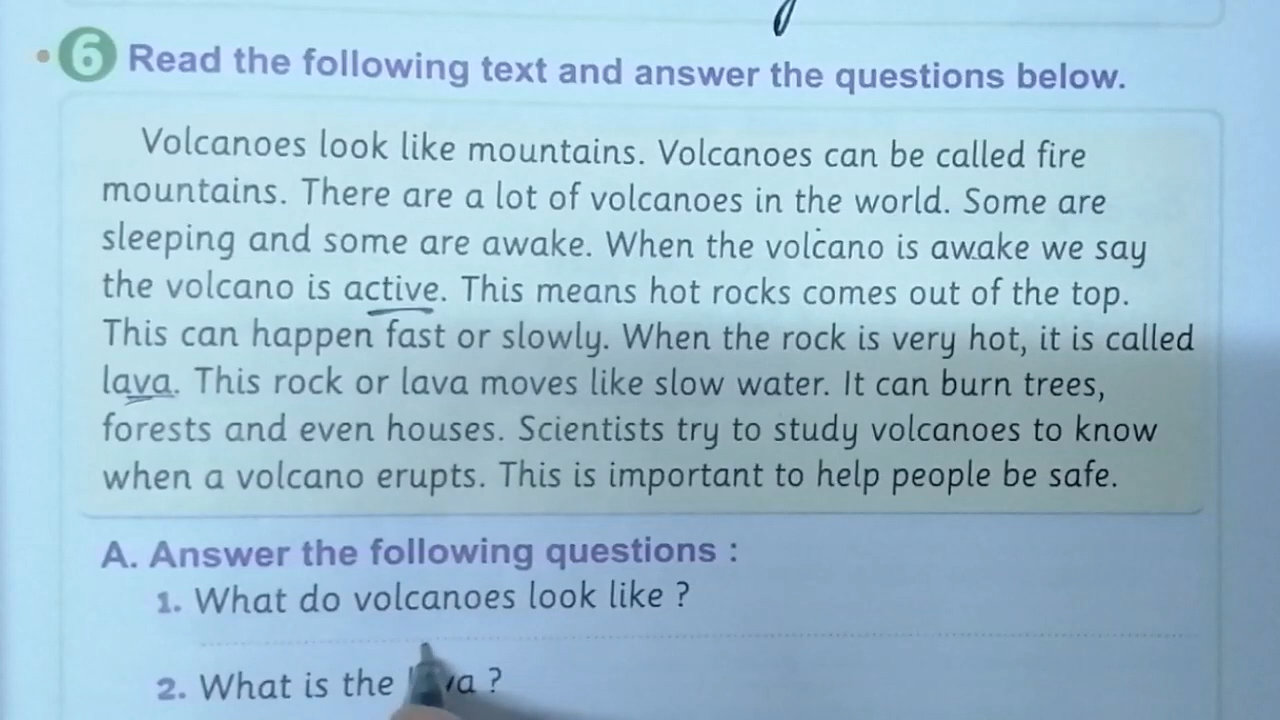 6 Read the following text and answer the questions below.
Volcanoes look like mountains. Volcanoes can be called fire
mountains. There are a lot of volcanoes in the world. Some are
sleeping and some are awake. When the volcano is awake we say
the volcano is active. This means hot rocks comes out of the top.
This can happen fast or slowly. When the rock is very hot, it is called
lava. This rock or lava moves like slow water. It can burn trees,
forests and even houses. Scientists try to study volcanoes to know
when a volcano erupts. This is important to help people be safe.
A. Answer the following questions :
1. What do volcanoes look like ?
2. What is the ?